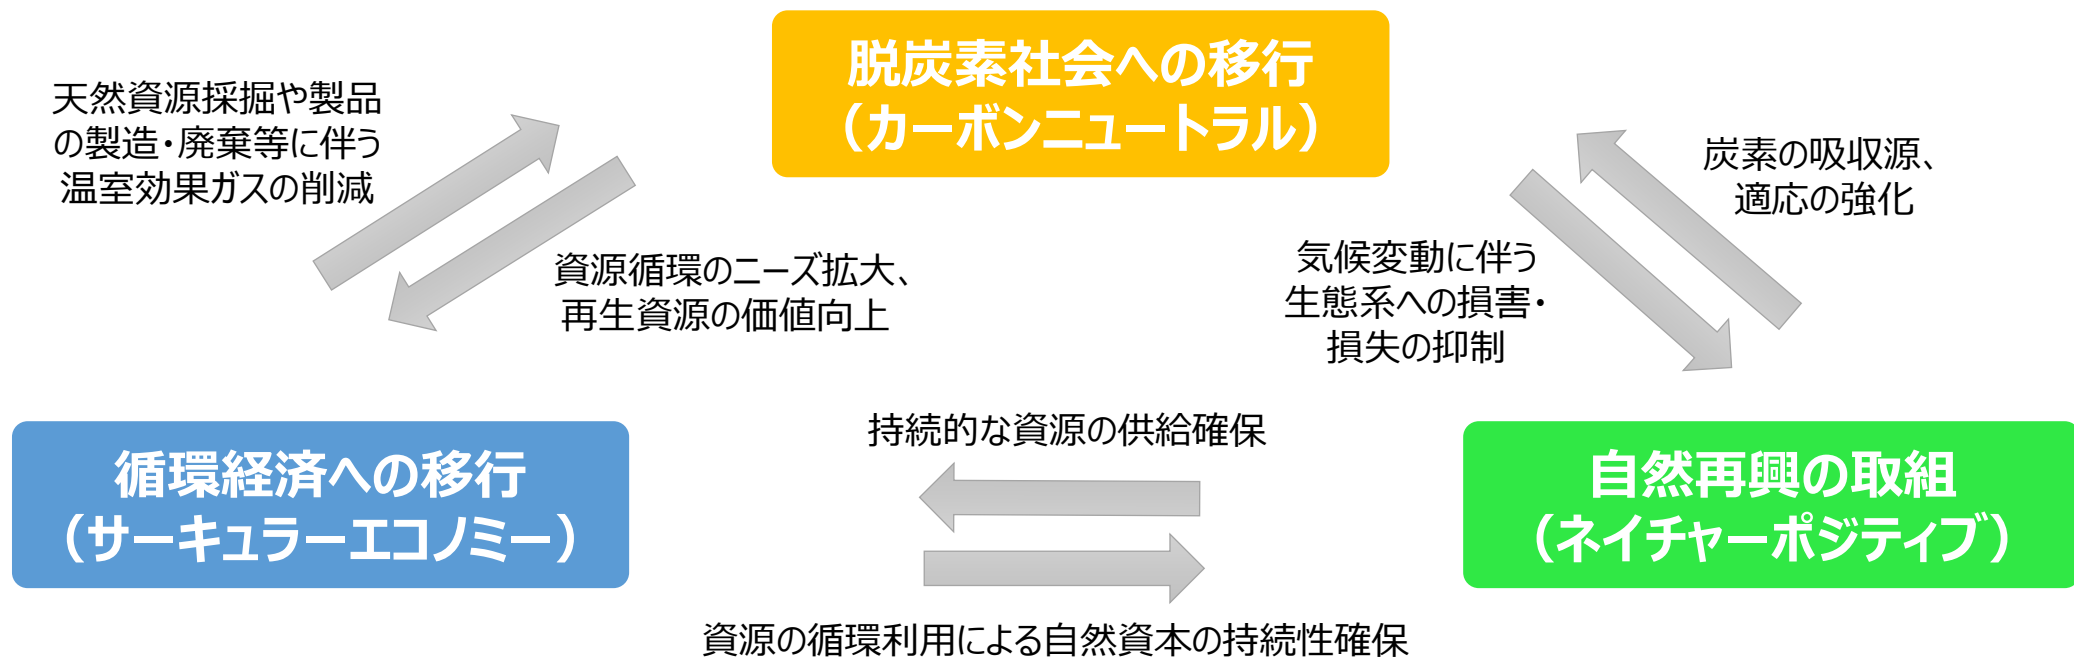 脱炭素社会への移行
（カーボンニュートラル）
天然資源採掘や製品
の製造・廃棄等に伴う
温室効果ガスの削減
資源循環のニーズ拡大、
再生資源の価値向上
炭素の吸収源、
適応の強化
気候変動に伴う
生態系への損害・
損失の抑制
循環経済への移行
（サーキュラーエコノミー）
持続的な資源の供給確保
自然再興の取組
（ネイチャーポジティブ）
資源の循環利用による自然資本の持続性確保